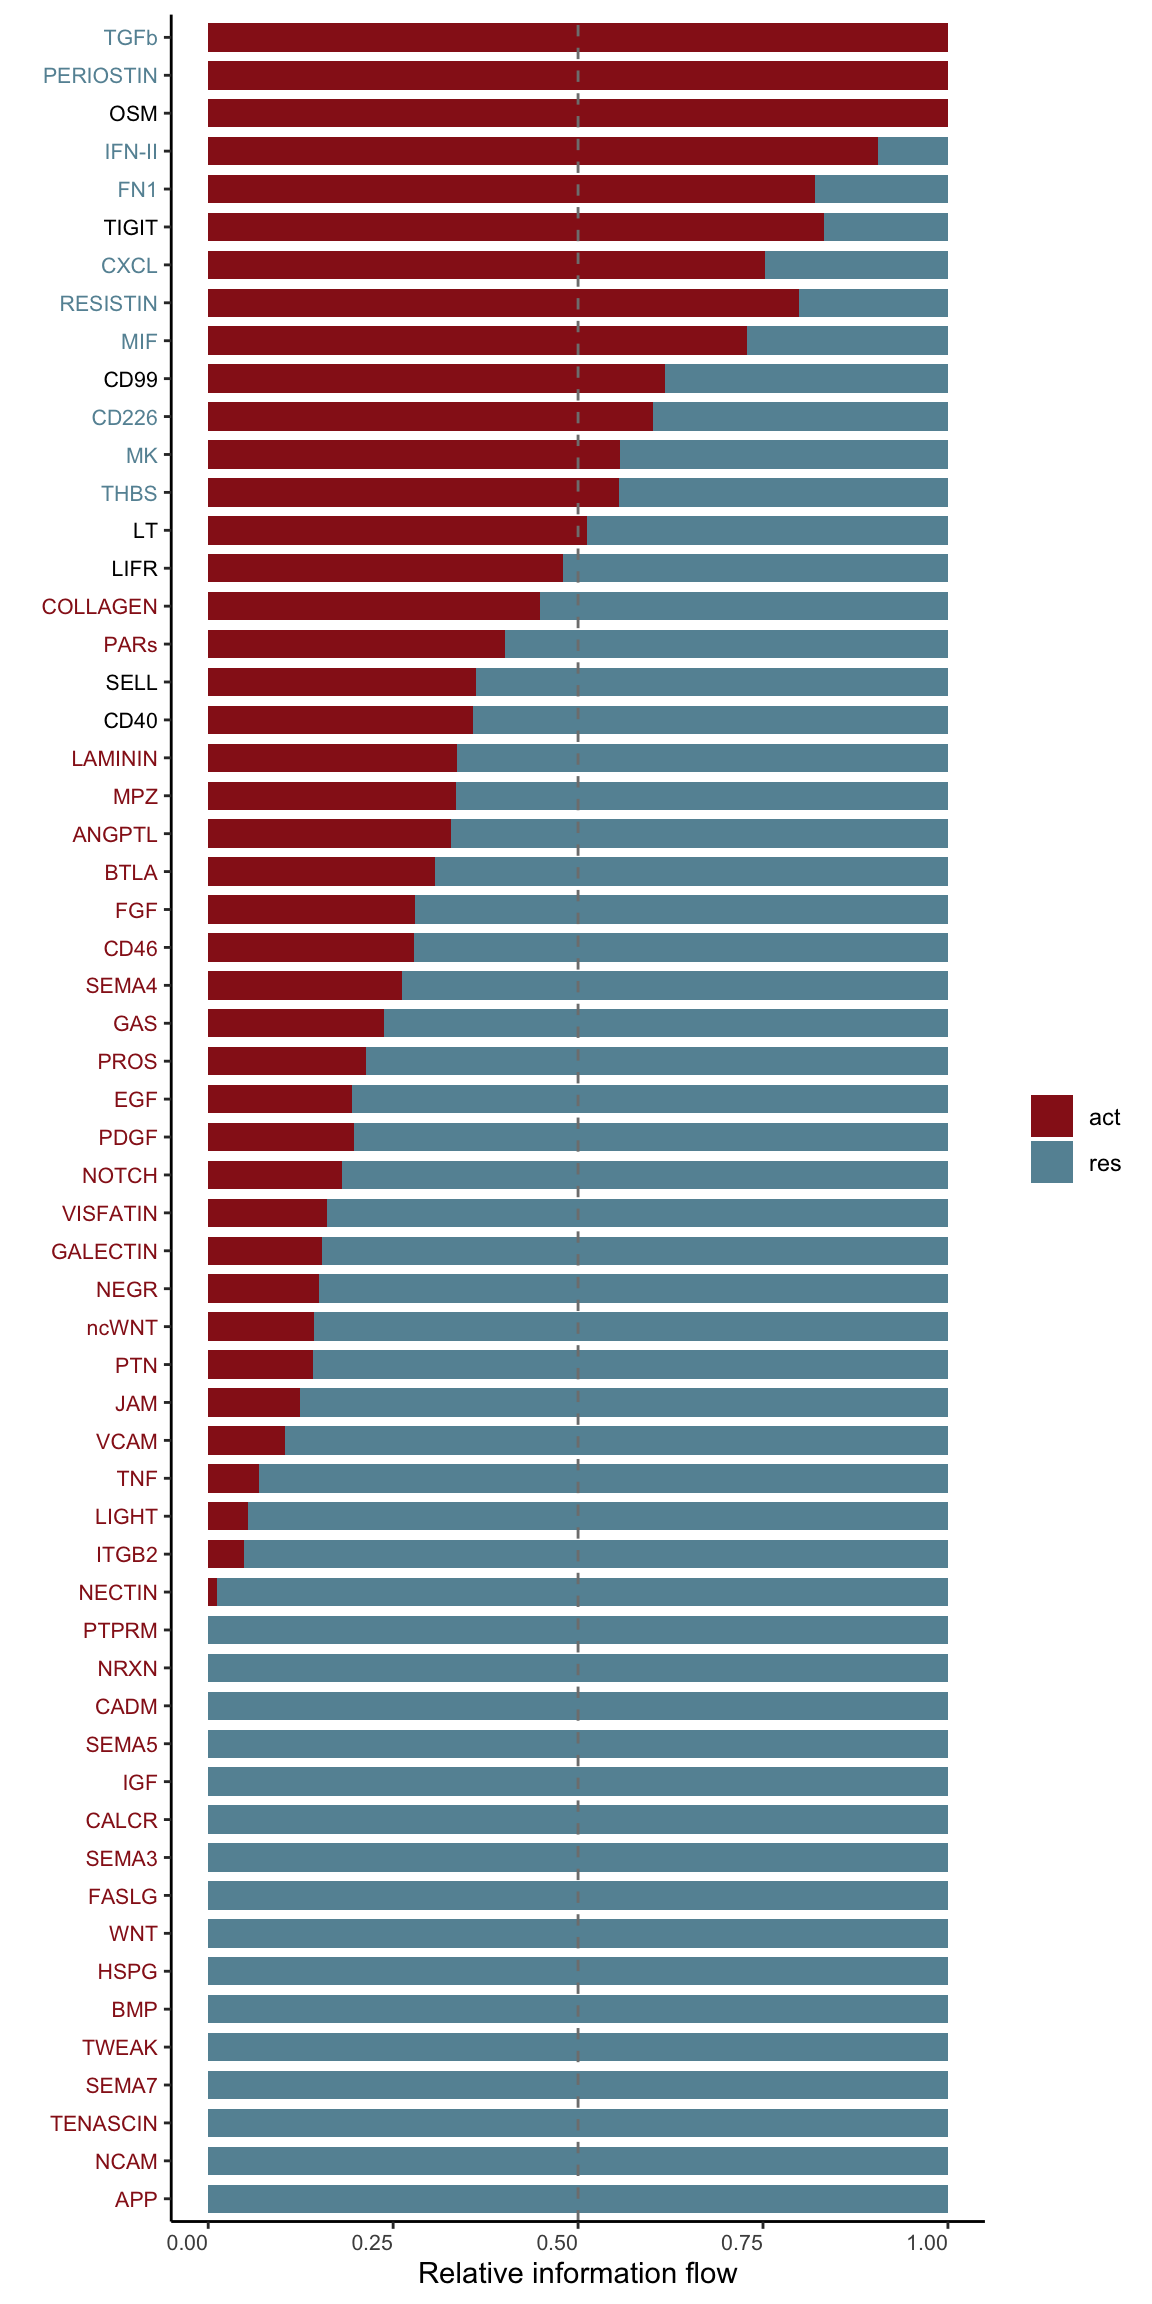 TGFb
PERIOSTIN
OSM
IFN-II
FN1
TIGIT
CXCL
RESISTIN
MIF
CD99
CD226
MK
THBS
LT
LIFR
COLLAGEN
PARs
SELL
CD40
LAMININ
MPZ
ANGPTL
BTLA
FGF
CD46
SEMA4
GAS
PROS
EGF
PDGF
NOTCH
VISFATIN
GALECTIN
NEGR
ncWNT
PTN
JAM
VCAM
TNF
LIGHT
ITGB2
NECTIN
PTPRM
NRXN
CADM
SEMA5
IGF
CALCR
SEMA3
FASLG
WNT
HSPG
BMP
TWEAK
SEMA7
TENASCIN
NCAM
APP
0.00 0.25 0.50 0.75 1.00
Relative information flow
act
res